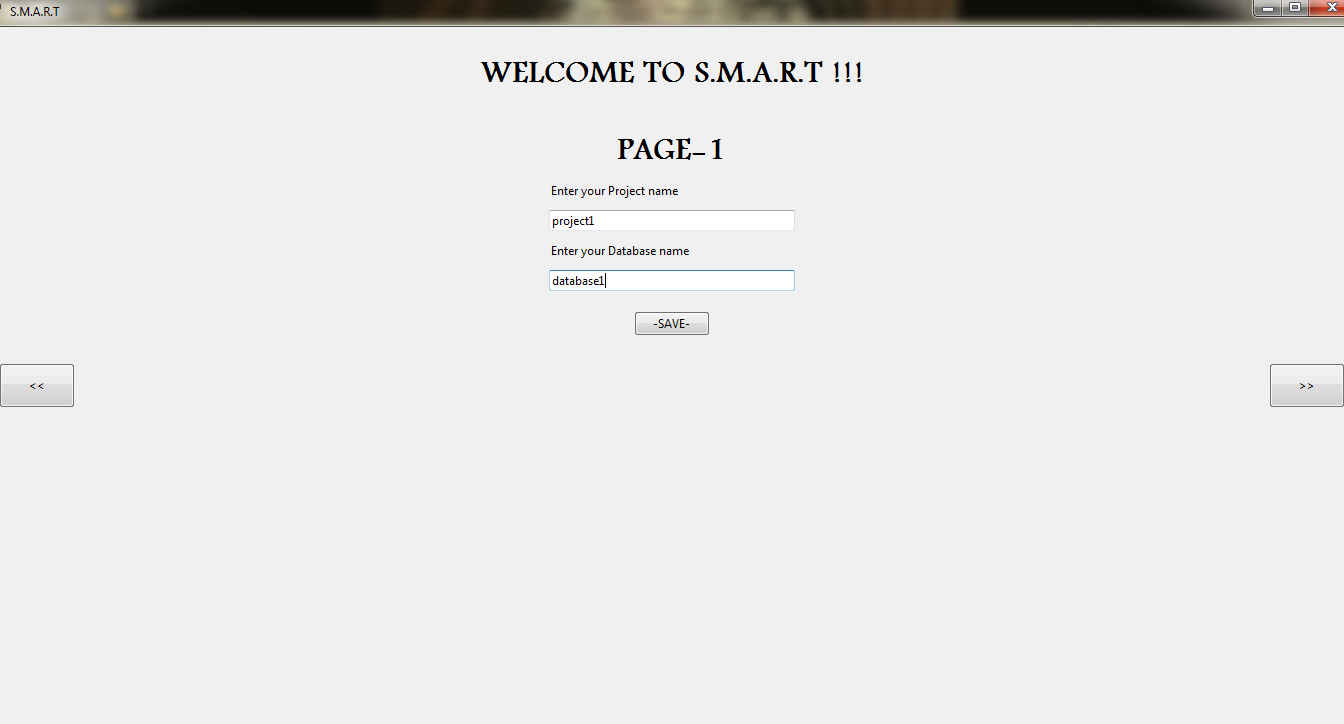 S.M.A.R.T
WELCOME TO S.M.A.R.T !!!
PAGE-1
Enter your Project name
project1
Enter your Database name
database1
-SAVE-
<< >>